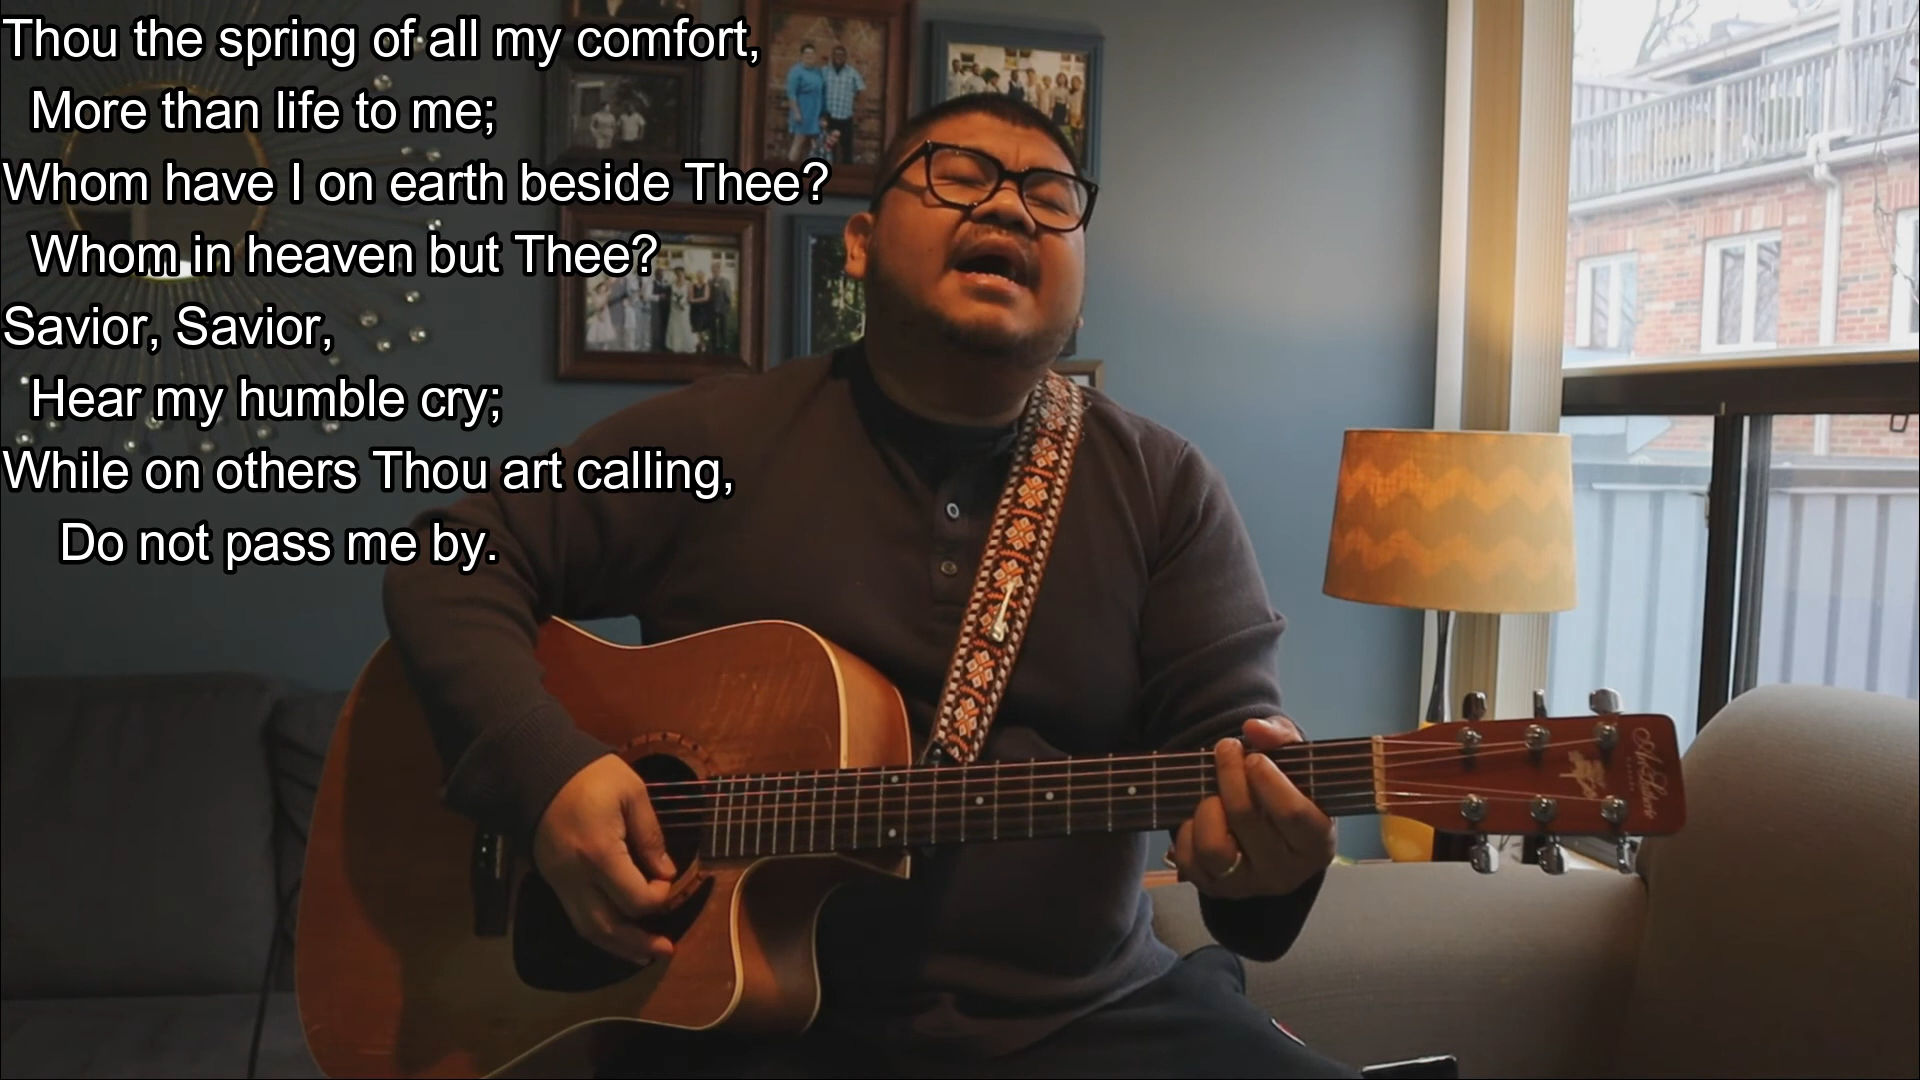 Thou the spring of all my comfort,
More than life to me;
Whom have I on earth beside Thee?
Whom in heaven but Thee?
Savior, Savior,
Hear my humble cry;
While on others Thou art calling,
Do not pass me by.